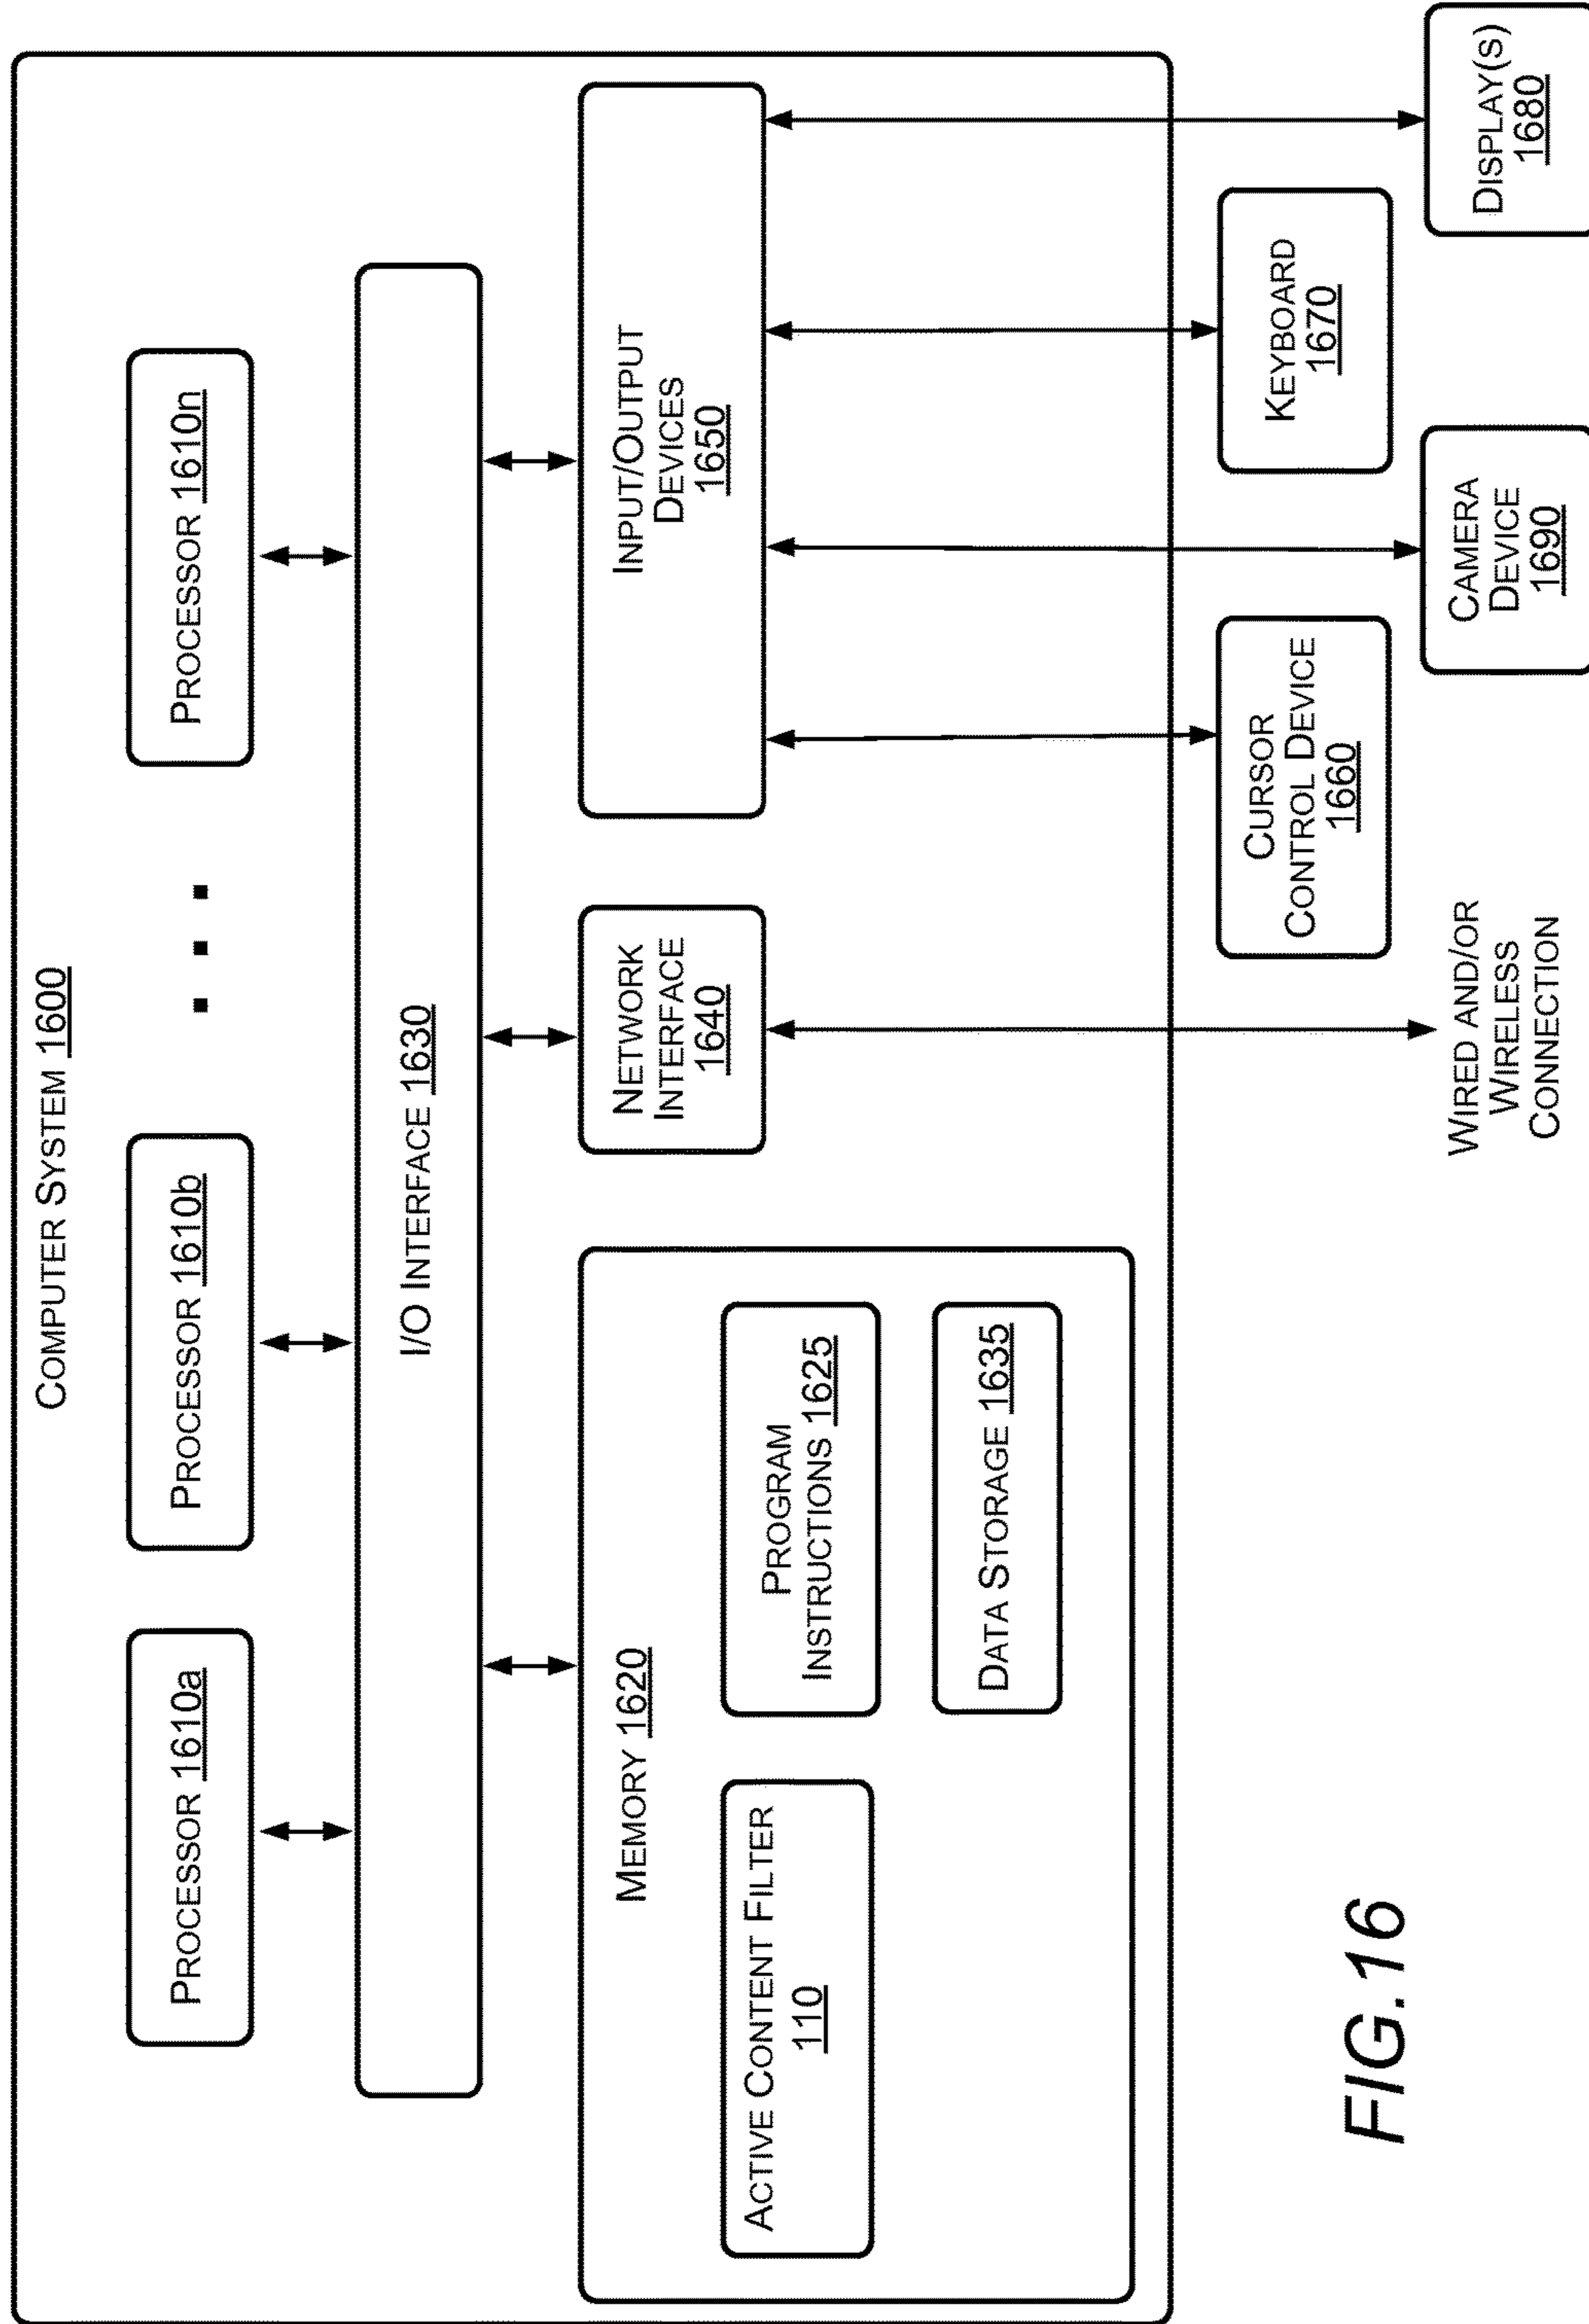 COMPUTER SYSTEM 1600
PROCESSOR 1610a
PROCESSOR 1610b
PROCESSOR 1610n
I/O INTERFACE 1630
MEMORY 1620
ACTIVE CONTENT FILTER
110
PROGRAM
INSTRUCTIONS 1625
DATA STORAGE 1635
NETWORK
INTERFACE
1640
INPUT/OUTPUT
DEVICES
1650
WIRED AND/OR
WIRELESS
CONNECTION
CURSOR
CONTROL DEVICE
1660
CAMERA
DEVICE
1690
KEYBOARD
1670
DISPLAY(S)
1680
FIG. 16